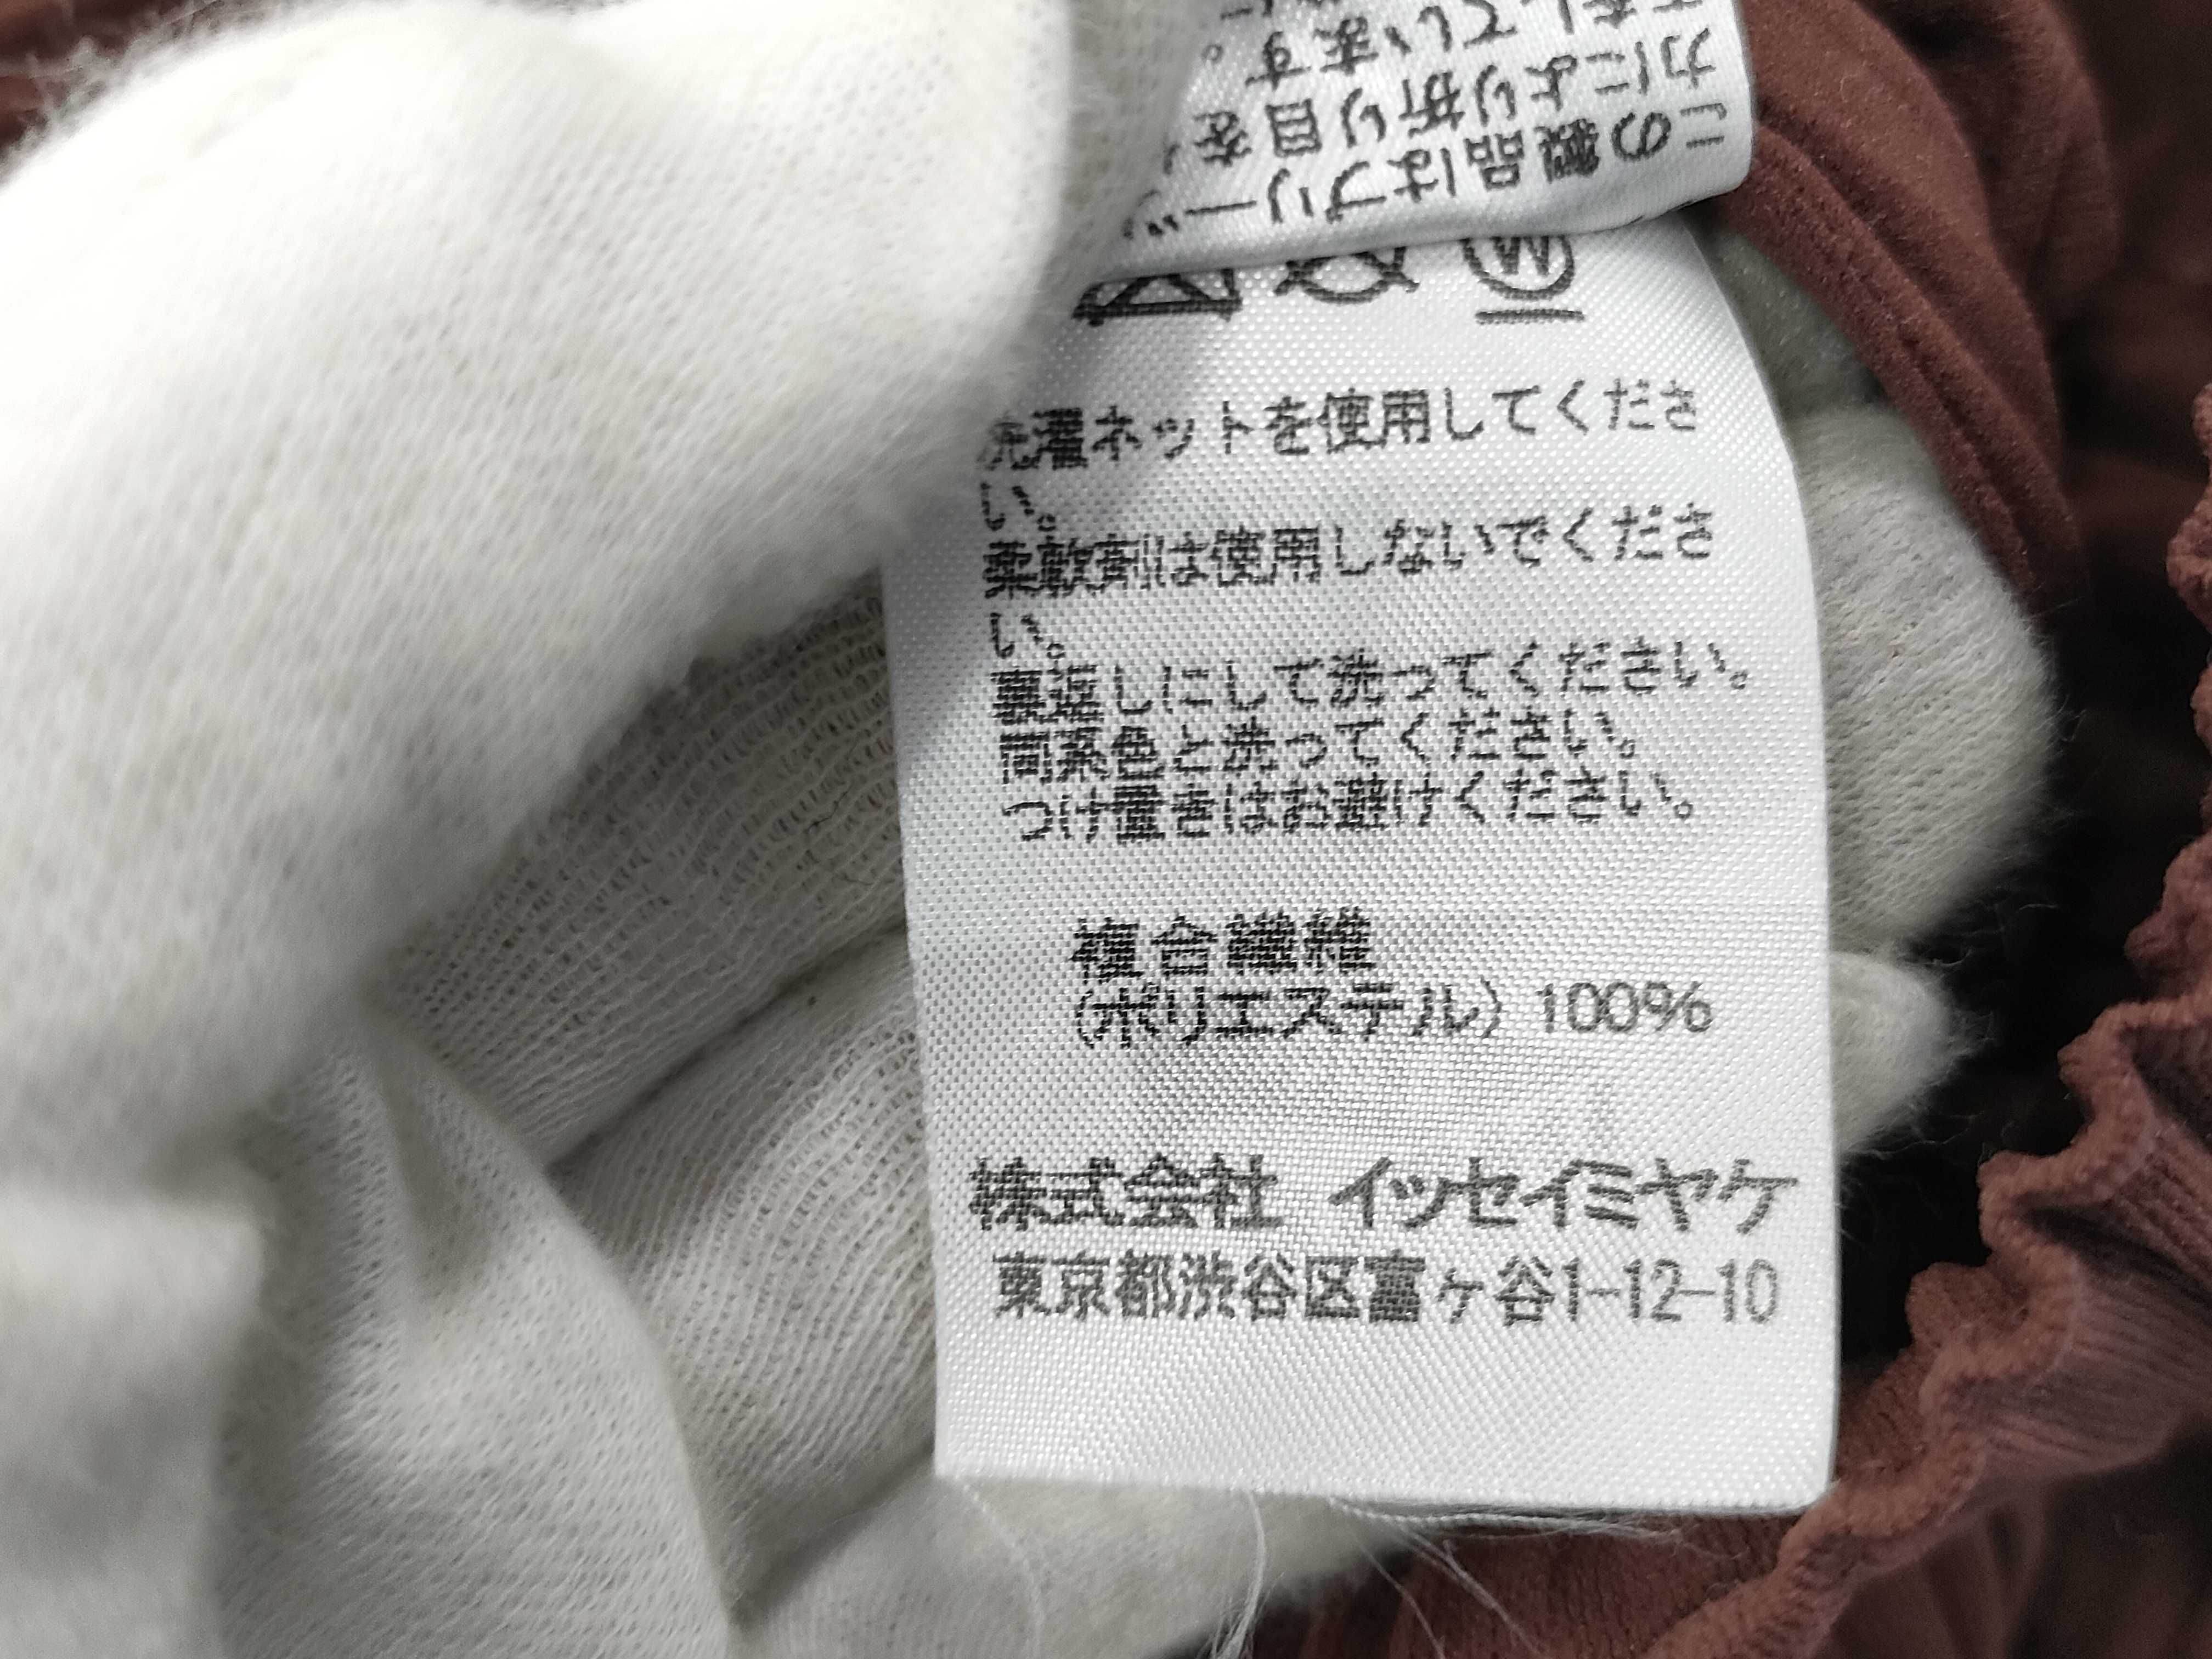 この製品はプリー
により折り目を
しています。
W
洗濯ネットを使用してくださ
い。
柔軟剤は使用しないでくださ
い。
裏返しにして洗ってください。
同系色と洗ってください。
つけ置きはお避けください。
複合繊維
(ポリエステル) 100%
株式会社 イッセイミヤケ
東京都渋谷区富ヶ谷1-12-10